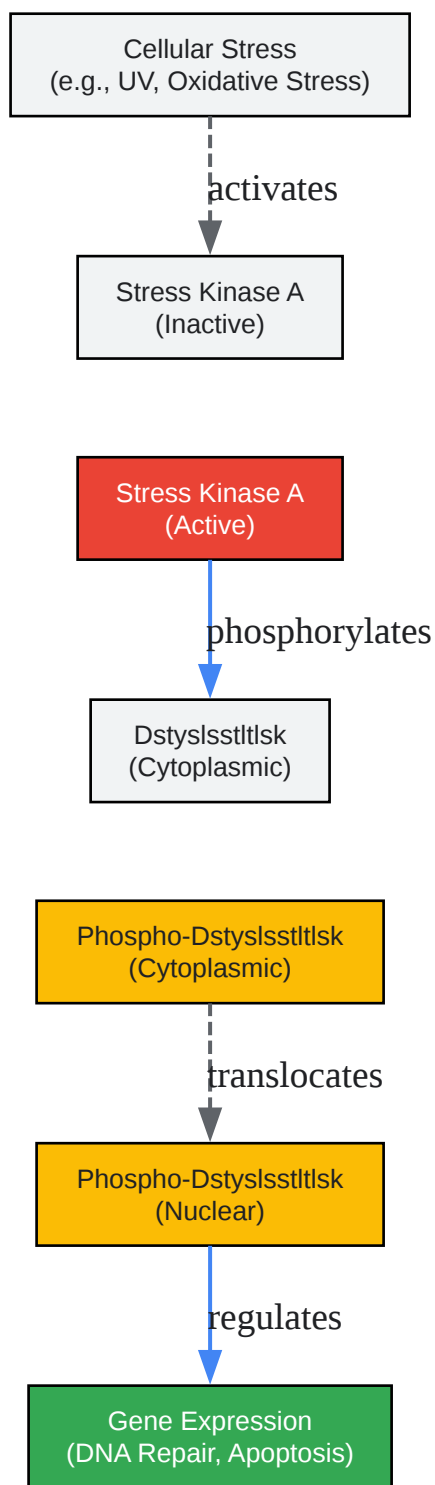 Cellular Stress
(e.g., UV, Oxidative Stress)
activates
Stress Kinase A
(Inactive)
Stress Kinase A
(Active)
phosphorylates
Dstyslsstltlsk
(Cytoplasmic)
Phospho-Dstyslsstltlsk
(Cytoplasmic)
translocates
Phospho-Dstyslsstltlsk
(Nuclear)
regulates
Gene Expression
(DNA Repair, Apoptosis)